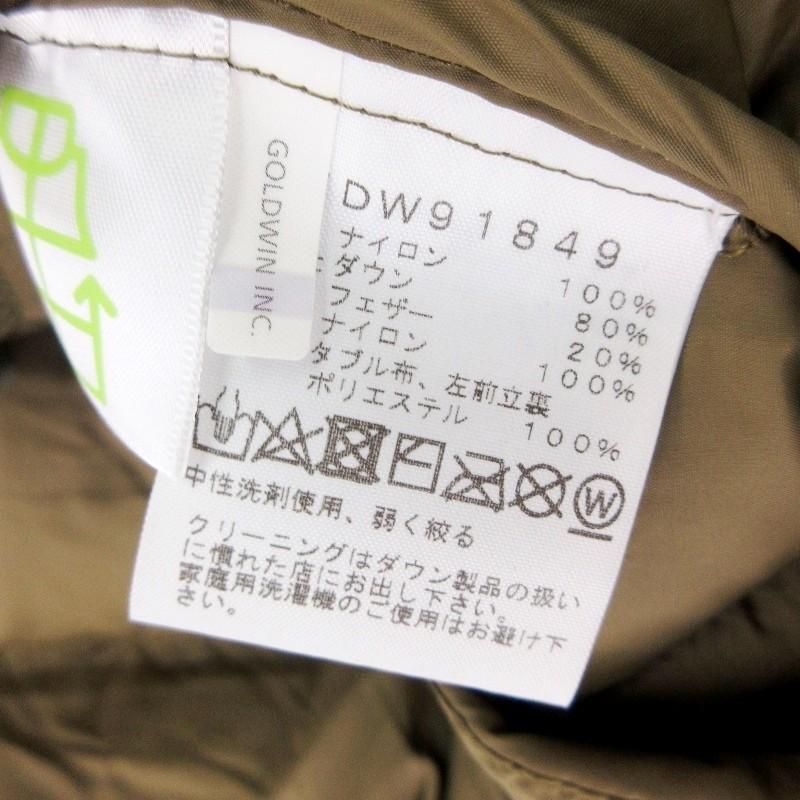 GOLDWIN INC.
DW91849
ナイロン 100%
ダウン 80%
フェザー 20%
ナイロン 100%
ダブル布、左前立裏
ポリエステル 100%
W
中性洗剤使用、弱く絞る
クリーニングはダウン製品の扱い
に慣れた店にお出し下さい。
家庭用洗濯機のご使用はお避け下
さい。